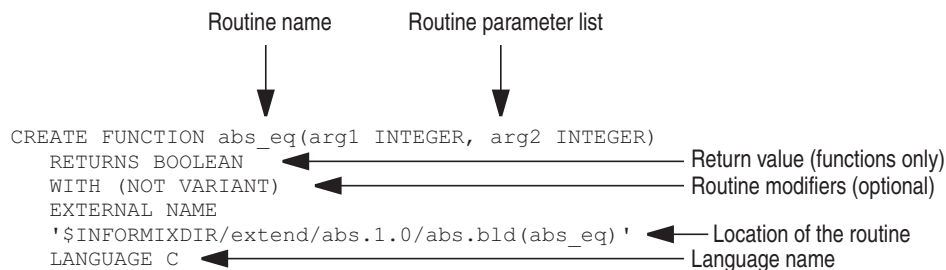 Routine name Routine parameter list
CREATE FUNCTION abs_eq(arg1 INTEGER, arg2 INTEGER)
RETURNS BOOLEAN Return value (functions only)
WITH (NOT VARIANT) Routine modifiers (optional)
EXTERNAL NAME
'$INFORMIXDIR/extend/abs.1.0/abs.bld(abs_eq)' Location of the routine
LANGUAGE C Language name